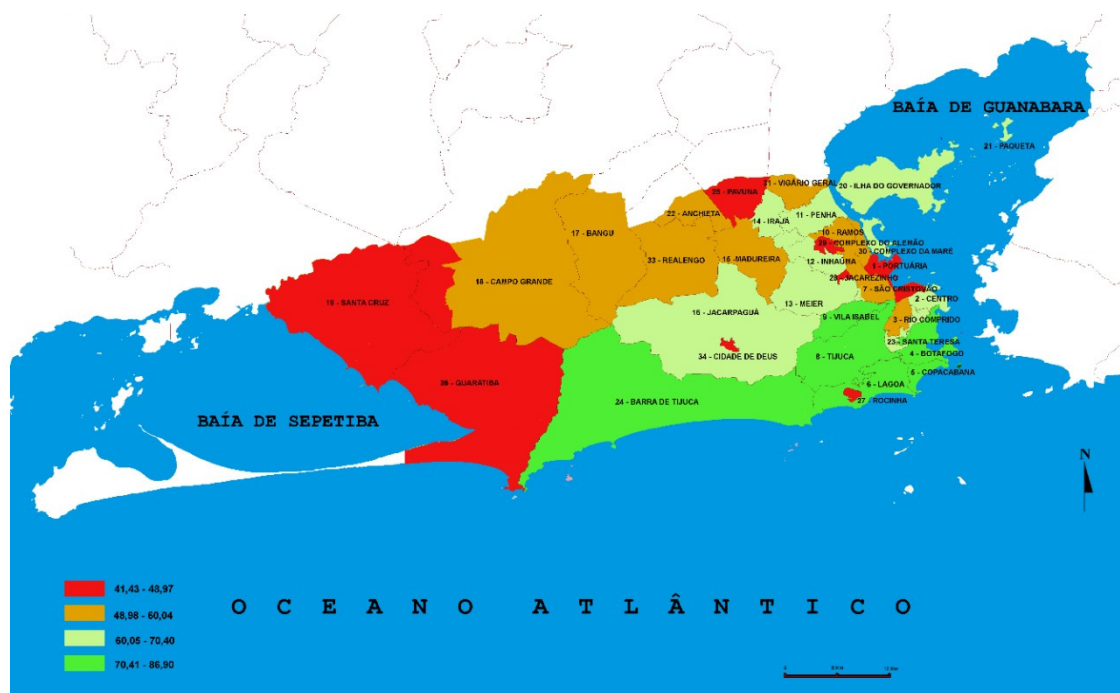 BAÍA DE GUANABARA
21 - PAQUETA
20 - ILHA DO GOVERNADOR
25 - PAVUNA
31 - VIGÁRIO GERAL
22 - ANCHIETA
14 - IRAJÁ
11 - PENHA
17 - BANGU
10 - RAMOS
29 - COMPLEXO DO ALEMÃO
30 - COMPLEXO DA MARÉ
33 - REALENGO
15 - MADUREIRA
12 - INHAÚMA
1 - PORTUÁRIA
28 - JACAREZINHO
18 - CAMPO GRANDE
7 - SÃO CRISTOVÃO
19 - SANTA CRUZ
13 - MEIER
2 - CENTRO
16 - JACARPAGUÁ
9 - VILA ISABEL
3 - RIO COMPRIDO
23 - SANTA TERESA
34 - CIDADE DE DEUS
8 - TIJUCA
4 - BOTAFOGO
26 - GUARATIBA
5 - COPACABANA
6 - LAGOA
24 - BARRA DE TIJUCA
27 - ROCINHA
BAÍA DE SEPETIBA
N
41,43 - 48,97
48,98 - 60,04
60,05 - 70,40
70,41 - 86,90
OCEANO ATLÂNTICO